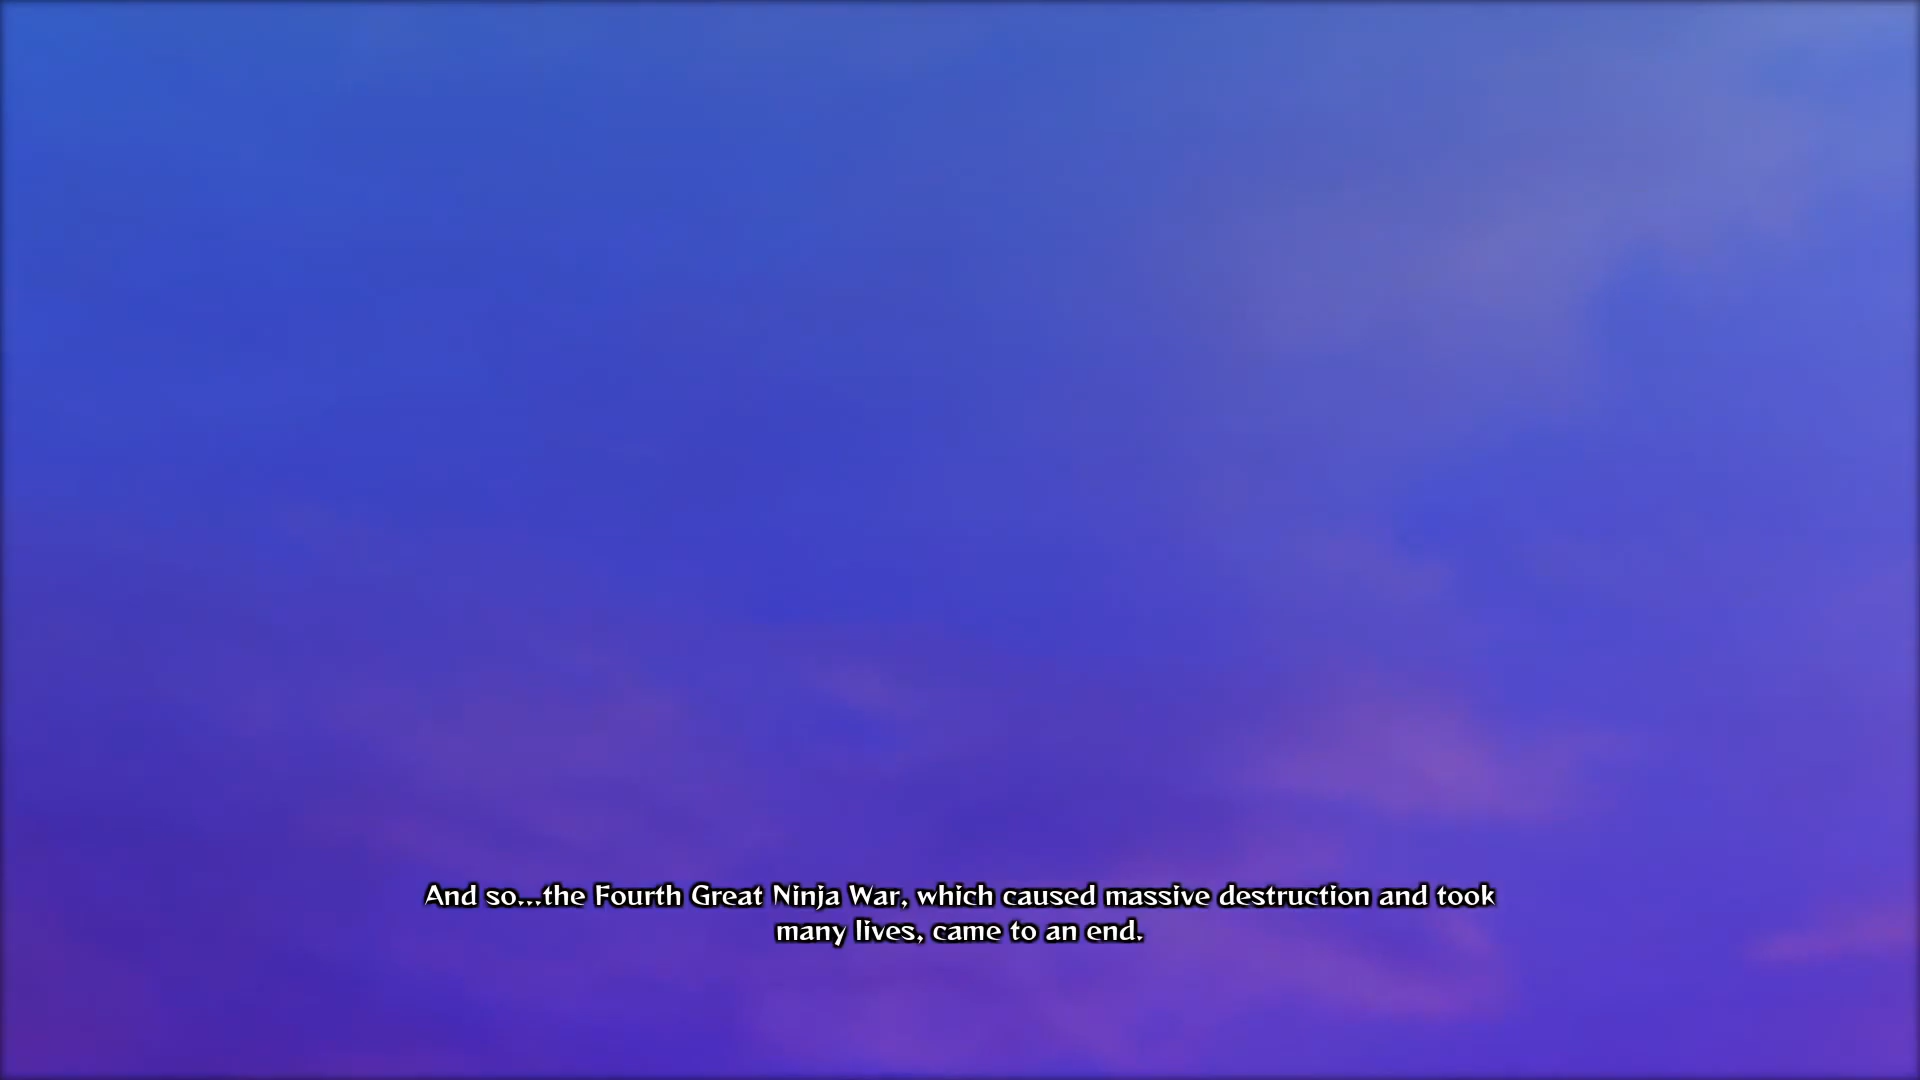 And so...the Fourth Great Ninja War, which caused massive destruction and took
many lives, came to an end.